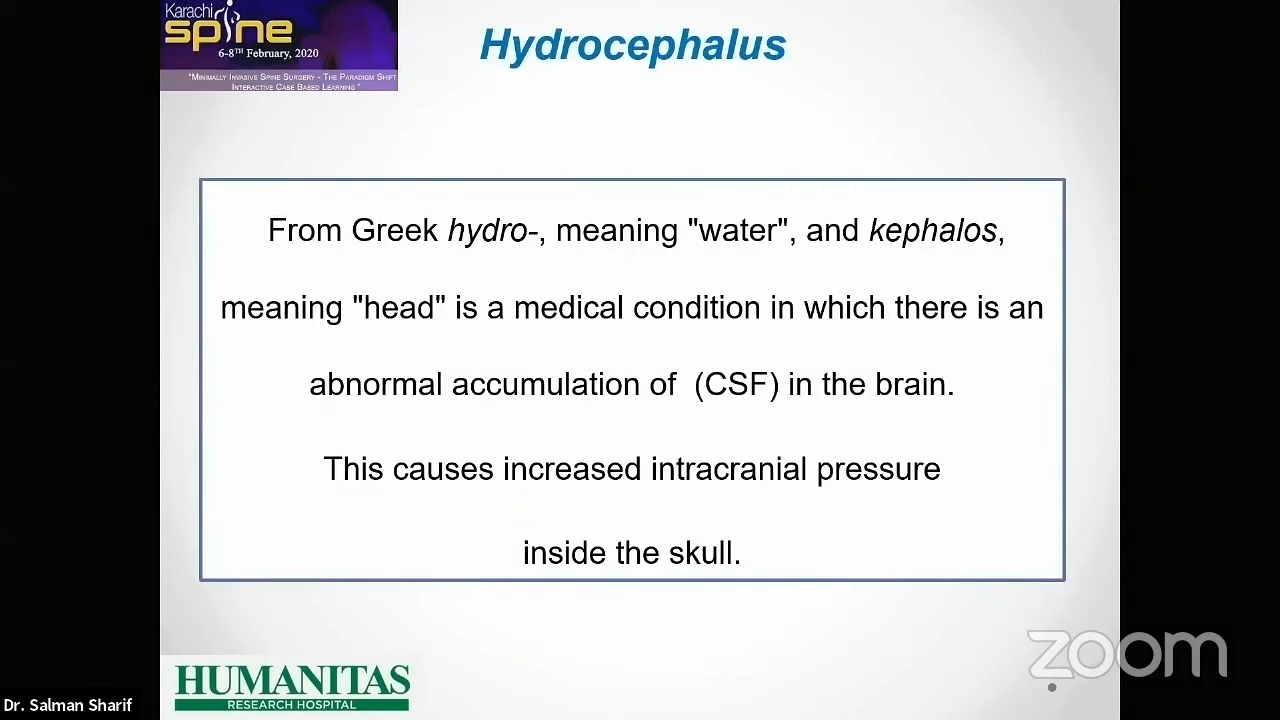 Karachi
spine
6-8TH February, 2020
"Minimally Invasive Spine Surgery - The Paradigm Shift
Interactive Case Based Learning "
Hydrocephalus
From Greek hydro-, meaning "water", and kephalos,
meaning "head" is a medical condition in which there is an
abnormal accumulation of (CSF) in the brain.
This causes increased intracranial pressure
inside the skull.
HUMANITAS
RESEARCH HOSPITAL
zoom
Dr. Salman Sharif